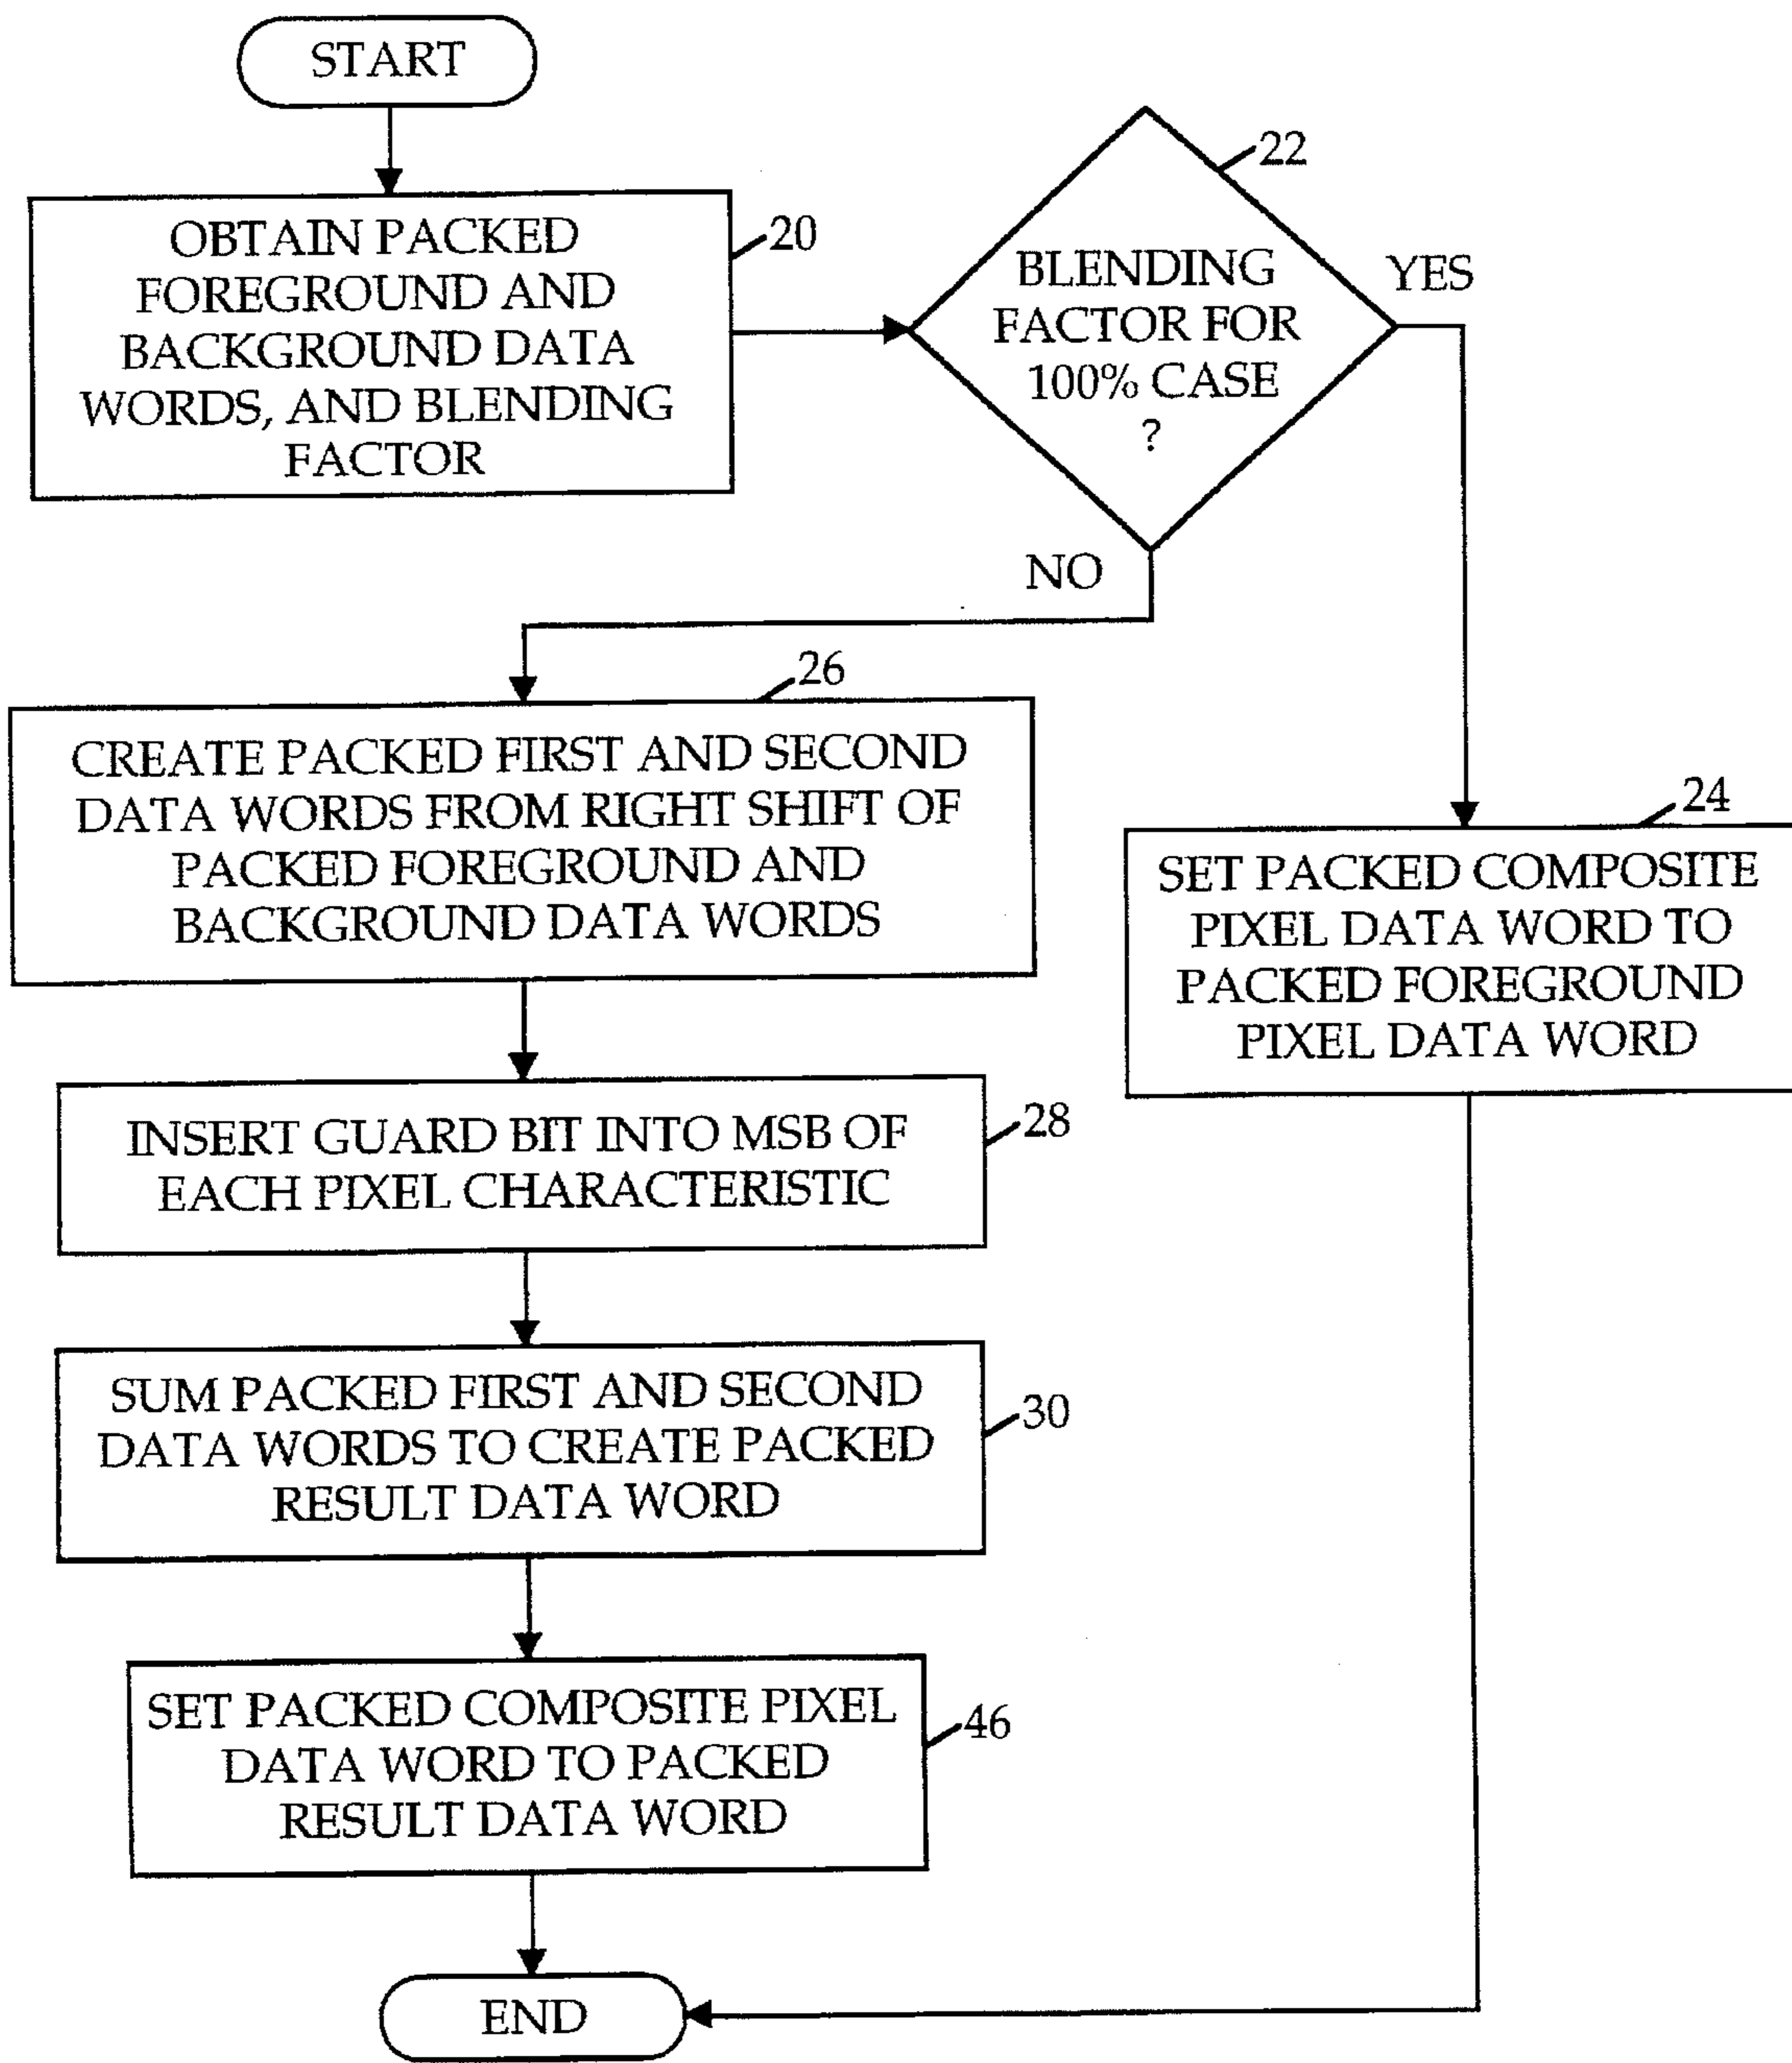 START
OBTAIN PACKED
FOREGROUND AND
BACKGROUND DATA
WORDS, AND BLENDING
FACTOR
20
BLENDING
FACTOR FOR
100% CASE
?
22
YES
NO
CREATE PACKED FIRST AND SECOND
DATA WORDS FROM RIGHT SHIFT OF
PACKED FOREGROUND AND
BACKGROUND DATA WORDS
26
SET PACKED COMPOSITE
PIXEL DATA WORD TO
PACKED FOREGROUND
PIXEL DATA WORD
24
INSERT GUARD BIT INTO MSB OF
EACH PIXEL CHARACTERISTIC
28
SUM PACKED FIRST AND SECOND
DATA WORDS TO CREATE PACKED
RESULT DATA WORD
30
SET PACKED COMPOSITE PIXEL
DATA WORD TO PACKED
RESULT DATA WORD
46
END